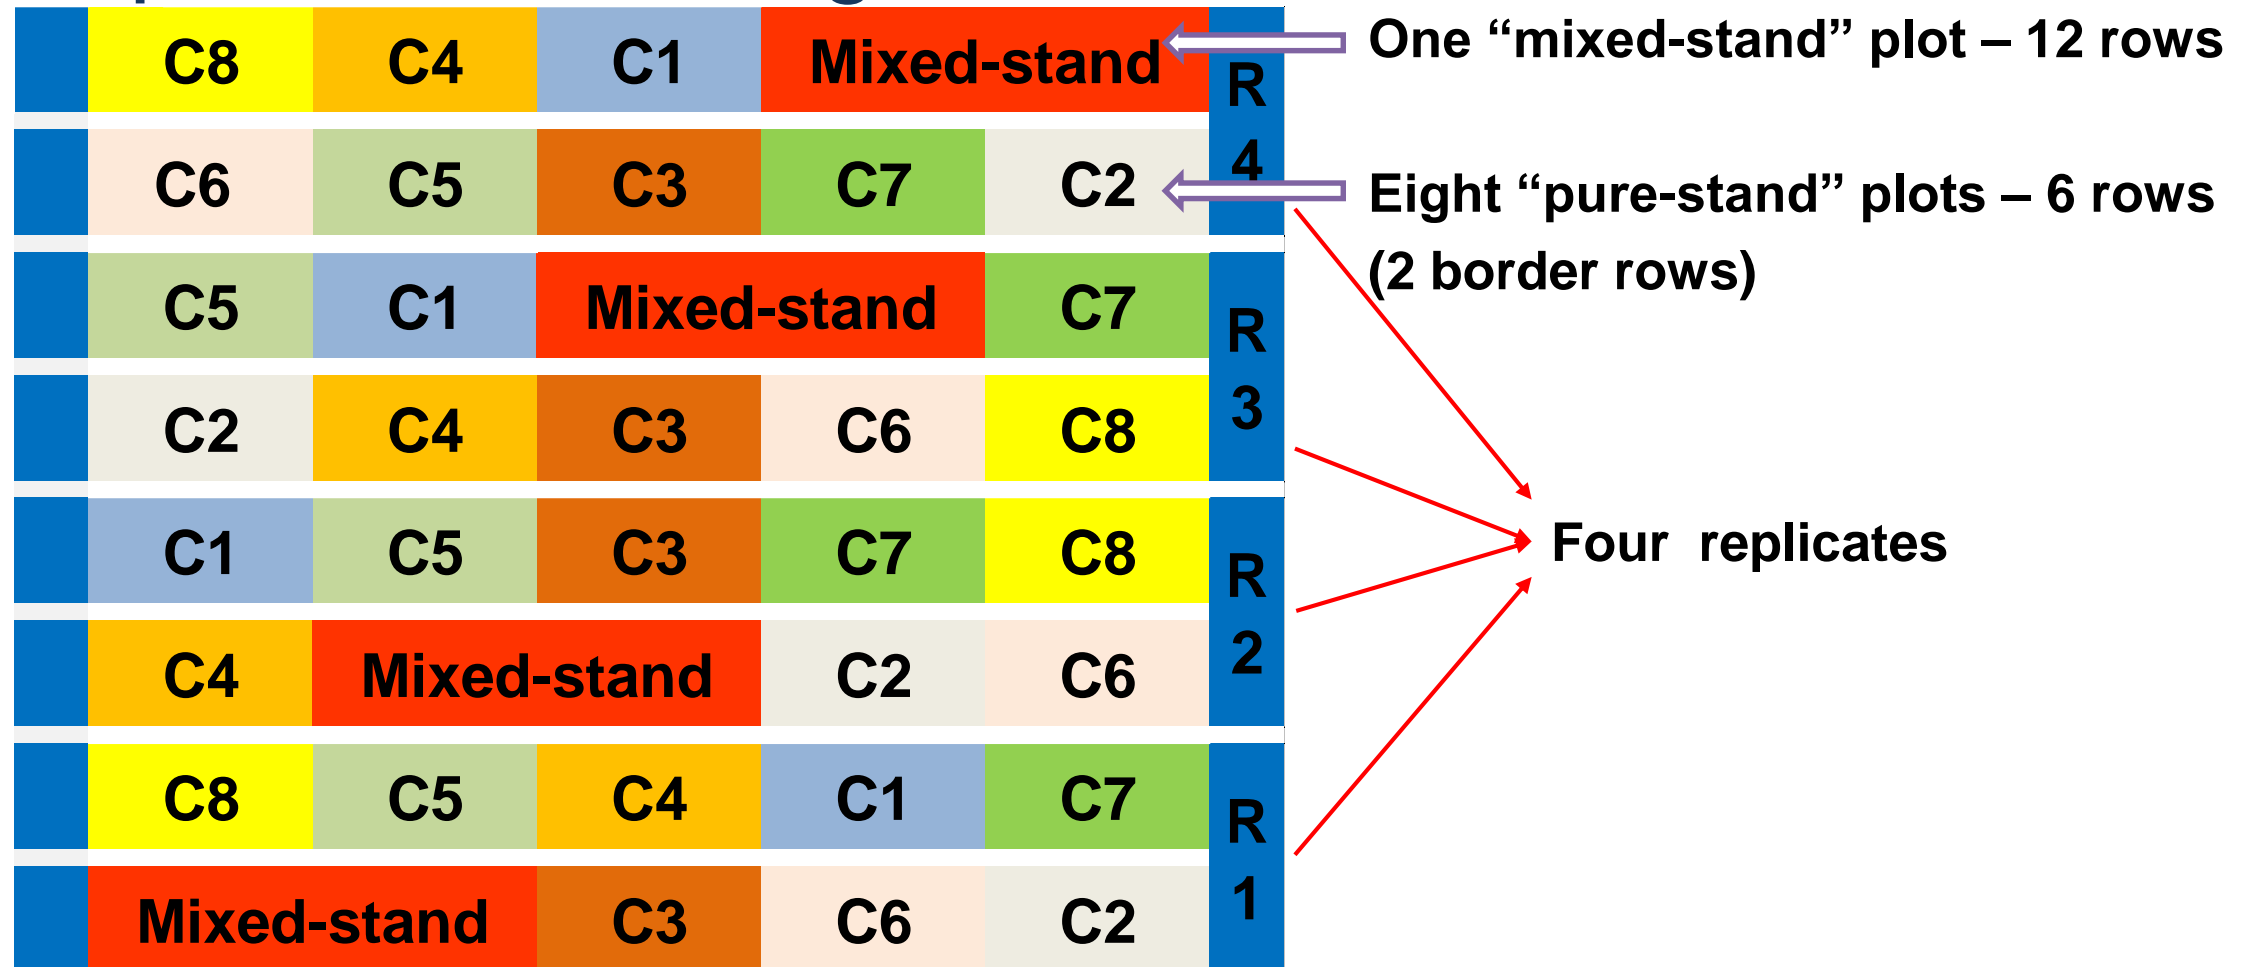 C8 C4 C1 Mixed-stand
R
4
One “mixed-stand” plot – 12 rows
C6 C5 C3 C7 C2
Eight “pure-stand” plots – 6 rows
(2 border rows)
C5 C1 Mixed-stand C7
R
3
C2 C4 C3 C6 C8
C1 C5 C3 C7 C8
R
2
Four replicates
C4 Mixed-stand C2 C6
C8 C5 C4 C1 C7
R
1
Mixed-stand C3 C6 C2